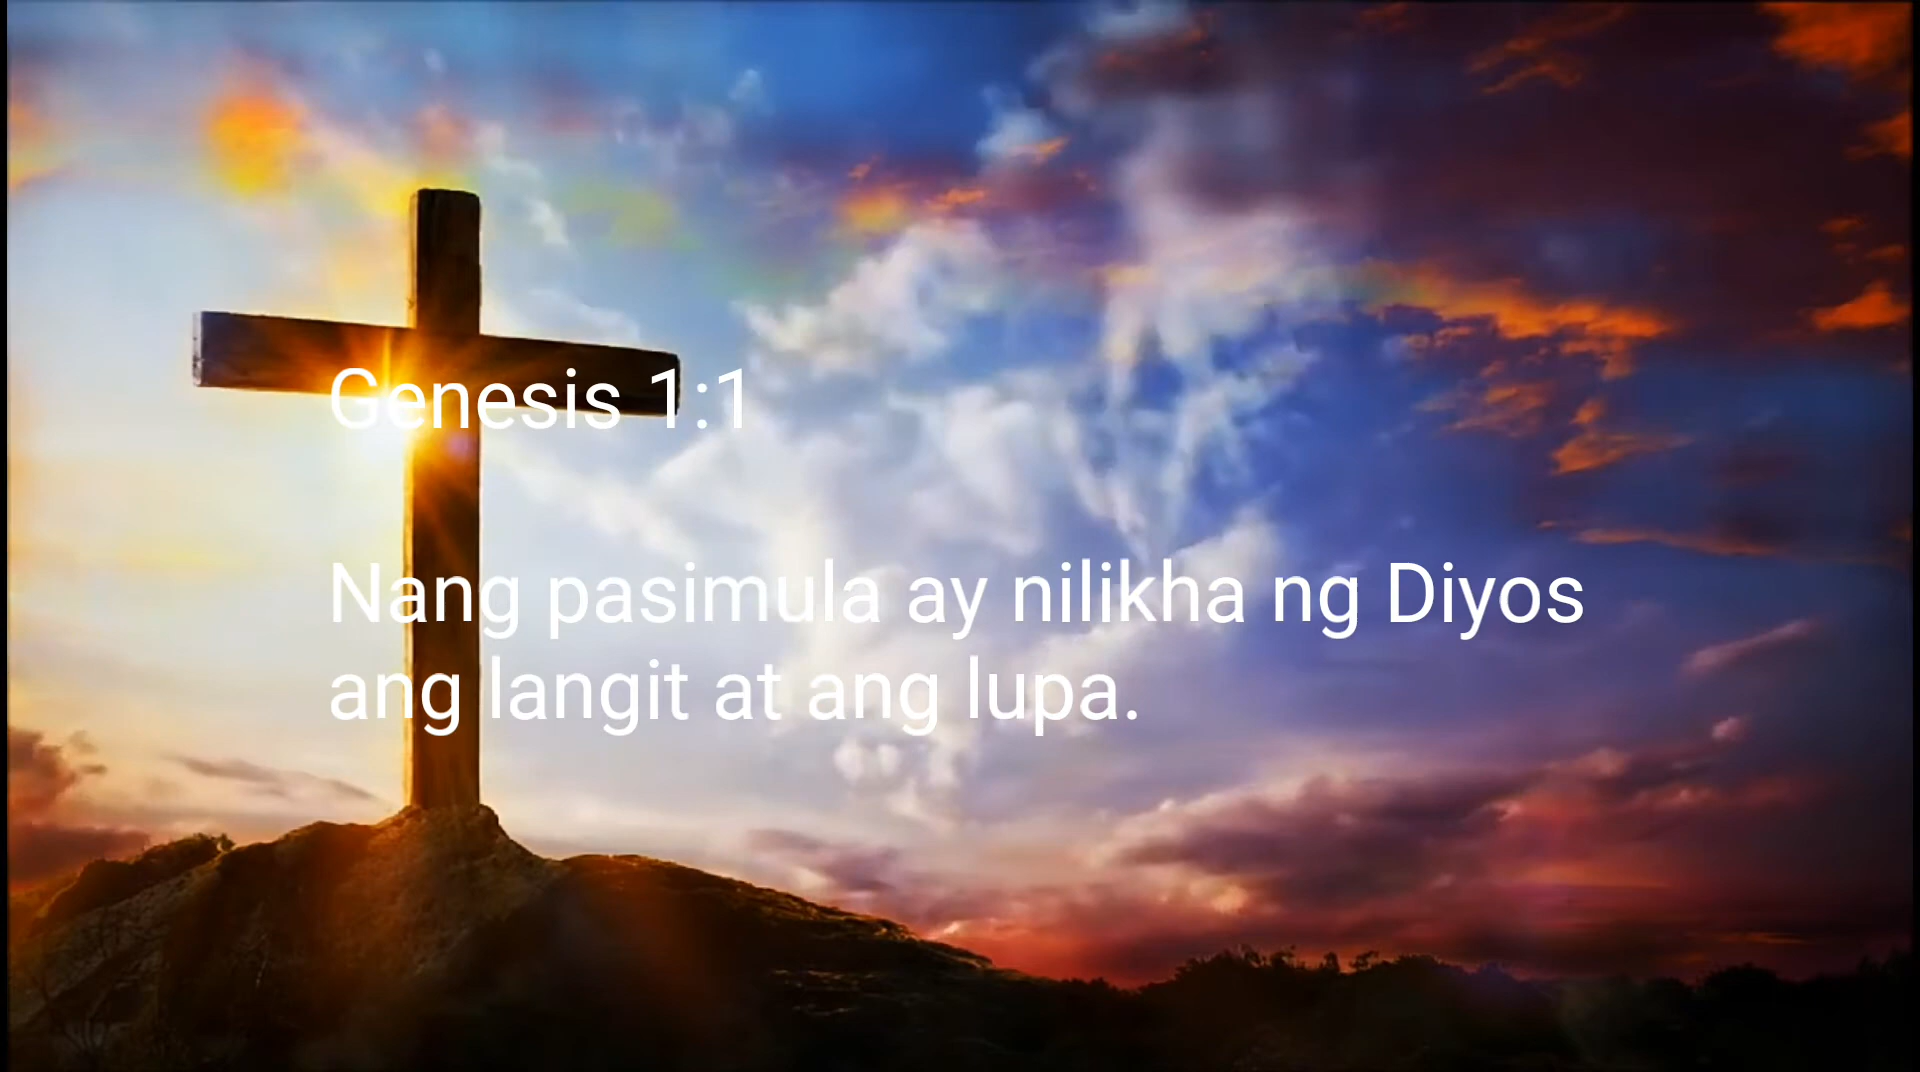 Genesis 1:1
Nang pasimula ay nilikha ng Diyos
ang langit at ang lupa.